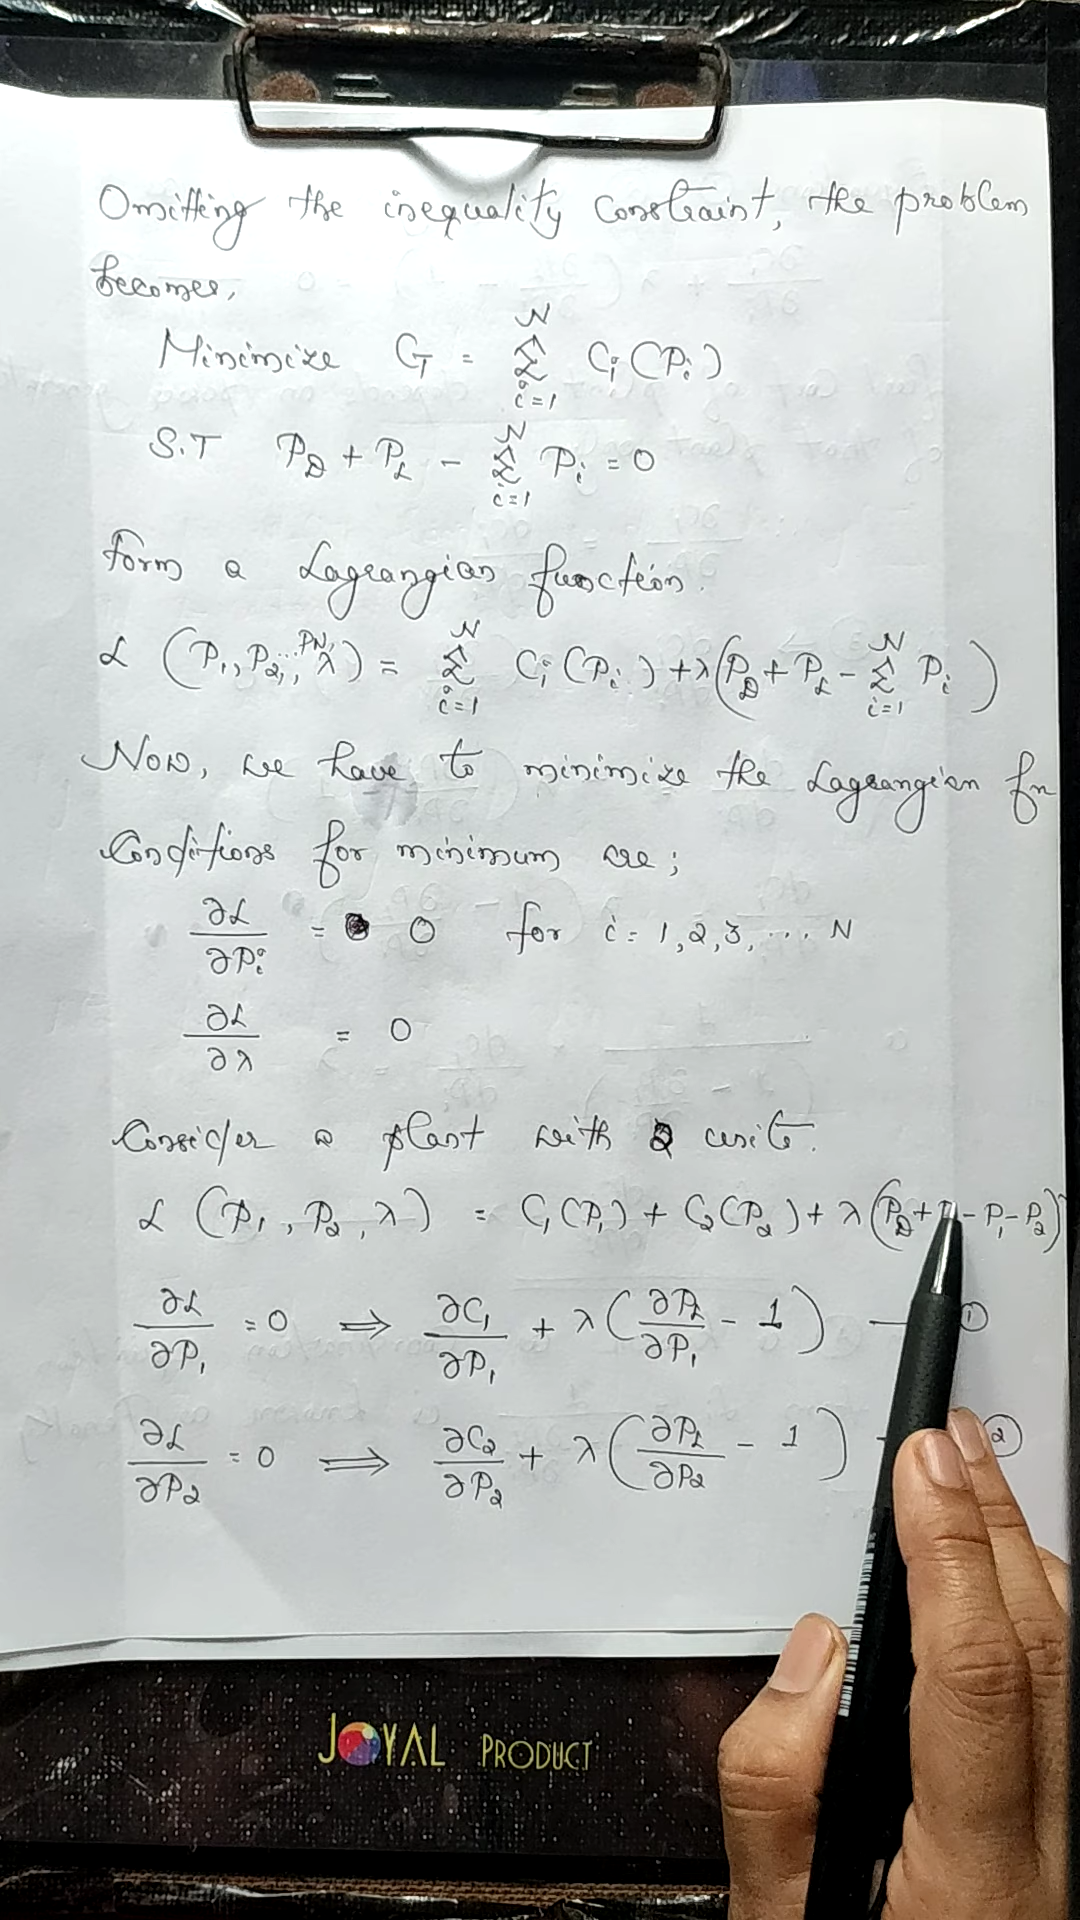 Omitting the inequality constraint, the problem
becomes,
Minimize C_T = Σ_{i=1}^{N} C_i (P_i)
S.T P_D + P_L - Σ_{i=1}^{N} P_i = 0
Form a Lagrangian function.
L (P_1, P_2, ... P_N, λ) = Σ_{i=1}^{N} C_i (P_i) + λ(P_D + P_L - Σ_{i=1}^{N} P_i)
Now, we have to minimize the Lagrangian fn
Conditions for minimum are;
∂L/∂P_i = 0 for i = 1, 2, 3, ... N
∂L/∂λ = 0
Consider a plant with 2 units.
L (P_1, P_2, λ) = C_1(P_1) + C_2(P_2) + λ(P_D + P - P_1 - P_2)
∂L/∂P_1 = 0 ⟹ ∂C_1/∂P_1 + λ(∂P_L/∂P_1 - 1) — ①
∂L/∂P_2 = 0 ⟹ ∂C_2/∂P_2 + λ(∂P_L/∂P_2 - 1) - ②
JOYAL PRODUCT